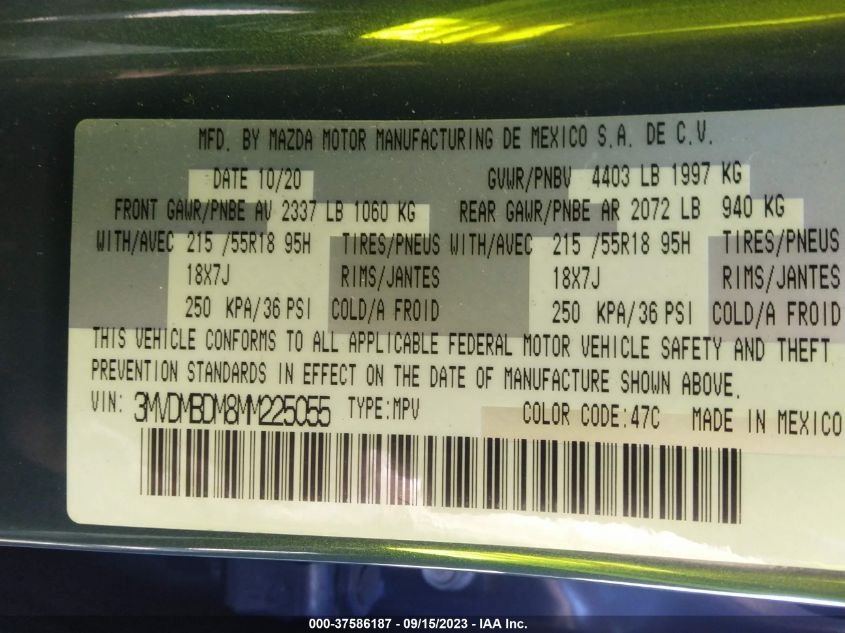 MFD. BY MAZDA MOTOR MANUFACTURING DE MEXICO S.A. DE C.V.
DATE 10/20 GVWR/PNBV 4403 LB 1997 KG
FRONT GAWR/PNBE AV 2337 LB 1060 KG REAR GAWR/PNBE AR 2072 LB 940 KG
WITH/AVEC 215 /55R18 95H TIRES/PNEUS WITH/AVEC 215 /55R18 95H TIRES/PNEUS
18X7J RIMS/JANTES 18X7J RIMS/JANTES
250 KPA/36 PSI COLD/A FROID 250 KPA/36 PSI COLD/A FROID
THIS VEHICLE CONFORMS TO ALL APPLICABLE FEDERAL MOTOR VEHICLE SAFETY AND THEFT
PREVENTION STANDARDS IN EFFECT ON THE DATE OF MANUFACTURE SHOWN ABOVE.
VIN: 3MVDMBDM8MM225055 TYPE:MPV COLOR CODE:47C MADE IN MEXICO
000-37586187 - 09/15/2023 - IAA Inc.